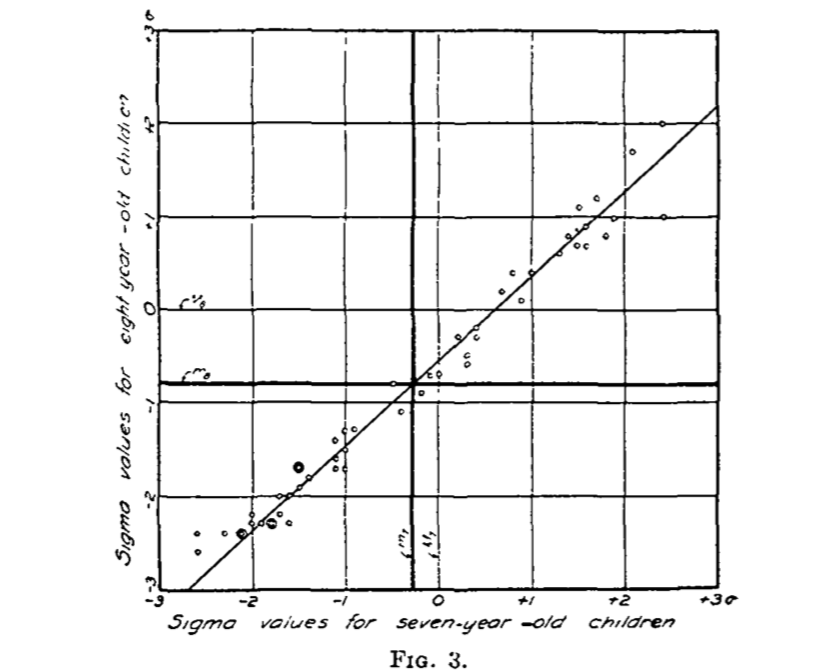 +3σ
+2
+1
0
-1
-2
-3
Sigma values for eight year-old children
-3 -2 -1 0 +1 +2 +3σ
Sigma values for seven-year-old children
FIG. 3.